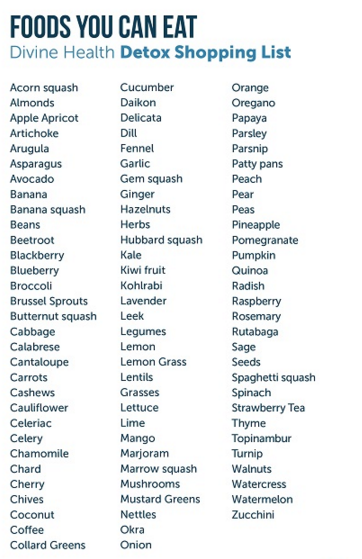 FOODS YOU CAN EAT
Divine Health Detox Shopping List
Acorn squash
Almonds
Apple Apricot
Artichoke
Arugula
Asparagus
Avocado
Banana
Banana squash
Beans
Beetroot
Blackberry
Blueberry
Broccoli
Brussel Sprouts
Butternut squash
Cabbage
Calabrese
Cantaloupe
Carrots
Cashews
Cauliflower
Celeriac
Celery
Chamomile
Chard
Cherry
Chives
Coconut
Coffee
Collard Greens
Cucumber
Daikon
Delicata
Dill
Fennel
Garlic
Gem squash
Ginger
Hazelnuts
Herbs
Hubbard squash
Kale
Kiwi fruit
Kohlrabi
Lavender
Leek
Legumes
Lemon
Lemon Grass
Lentils
Grasses
Lettuce
Lime
Mango
Marjoram
Marrow squash
Mushrooms
Mustard Greens
Nettles
Okra
Onion
Orange
Oregano
Papaya
Parsley
Parsnip
Patty pans
Peach
Pear
Peas
Pineapple
Pomegranate
Pumpkin
Quinoa
Radish
Raspberry
Rosemary
Rutabaga
Sage
Seeds
Spaghetti squash
Spinach
Strawberry Tea
Thyme
Topinambur
Turnip
Walnuts
Watercress
Watermelon
Zucchini